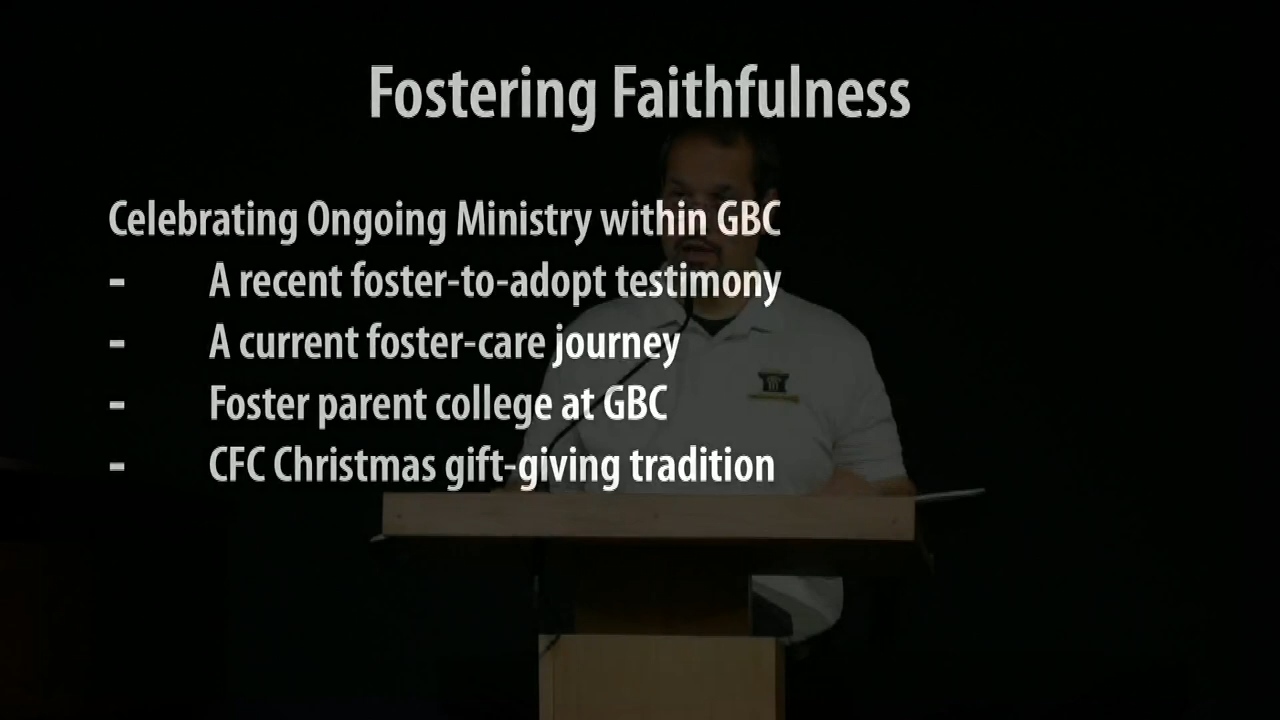 Fostering Faithfulness
Celebrating Ongoing Ministry within GBC
- A recent foster-to-adopt testimony
- A current foster-care journey
- Foster parent college at GBC
- CFC Christmas gift-giving tradition